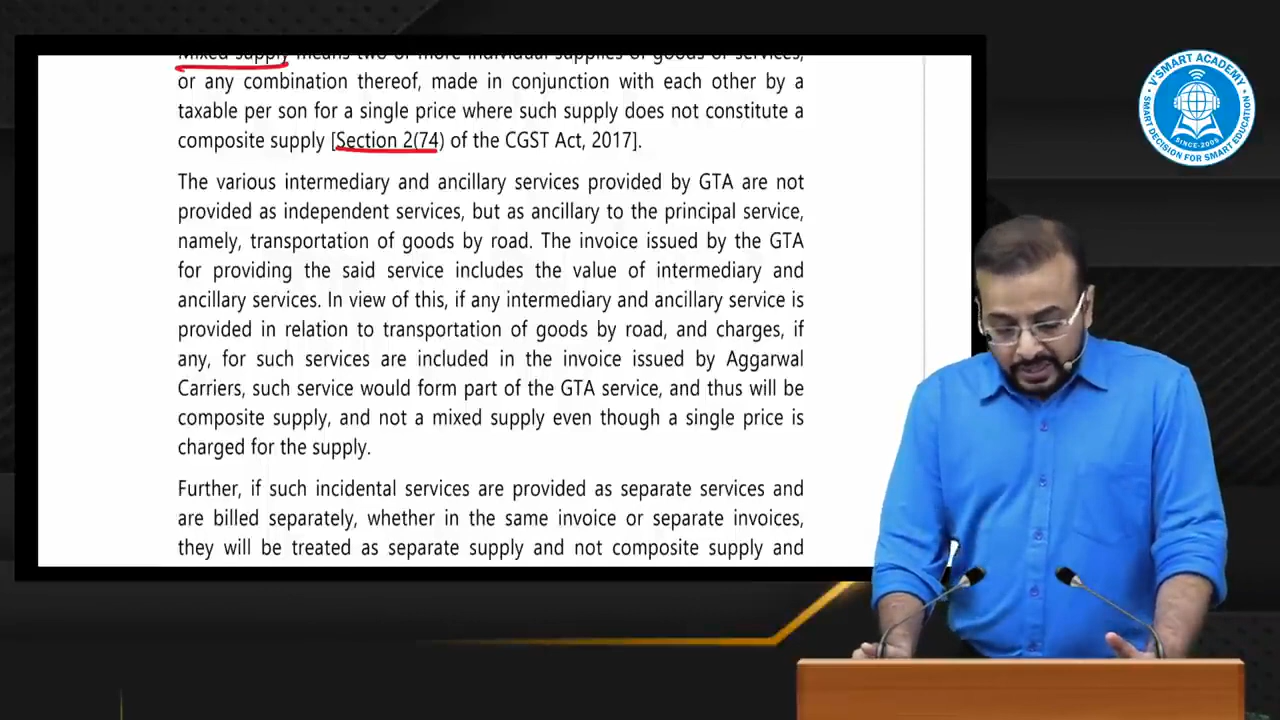 Mixed supply means two or more individual supplies of goods or services,
or any combination thereof, made in conjunction with each other by a
taxable per son for a single price where such supply does not constitute a
composite supply [Section 2(74) of the CGST Act, 2017].
The various intermediary and ancillary services provided by GTA are not
provided as independent services, but as ancillary to the principal service,
namely, transportation of goods by road. The invoice issued by the GTA
for providing the said service includes the value of intermediary and
ancillary services. In view of this, if any intermediary and ancillary service is
provided in relation to transportation of goods by road, and charges, if
any, for such services are included in the invoice issued by Aggarwal
Carriers, such service would form part of the GTA service, and thus will be
composite supply, and not a mixed supply even though a single price is
charged for the supply.
Further, if such incidental services are provided as separate services and
are billed separately, whether in the same invoice or separate invoices,
they will be treated as separate supply and not composite supply and
V'SMART ACADEMY
SINCE-2009
SMART DECISION FOR SMART EDUCATION